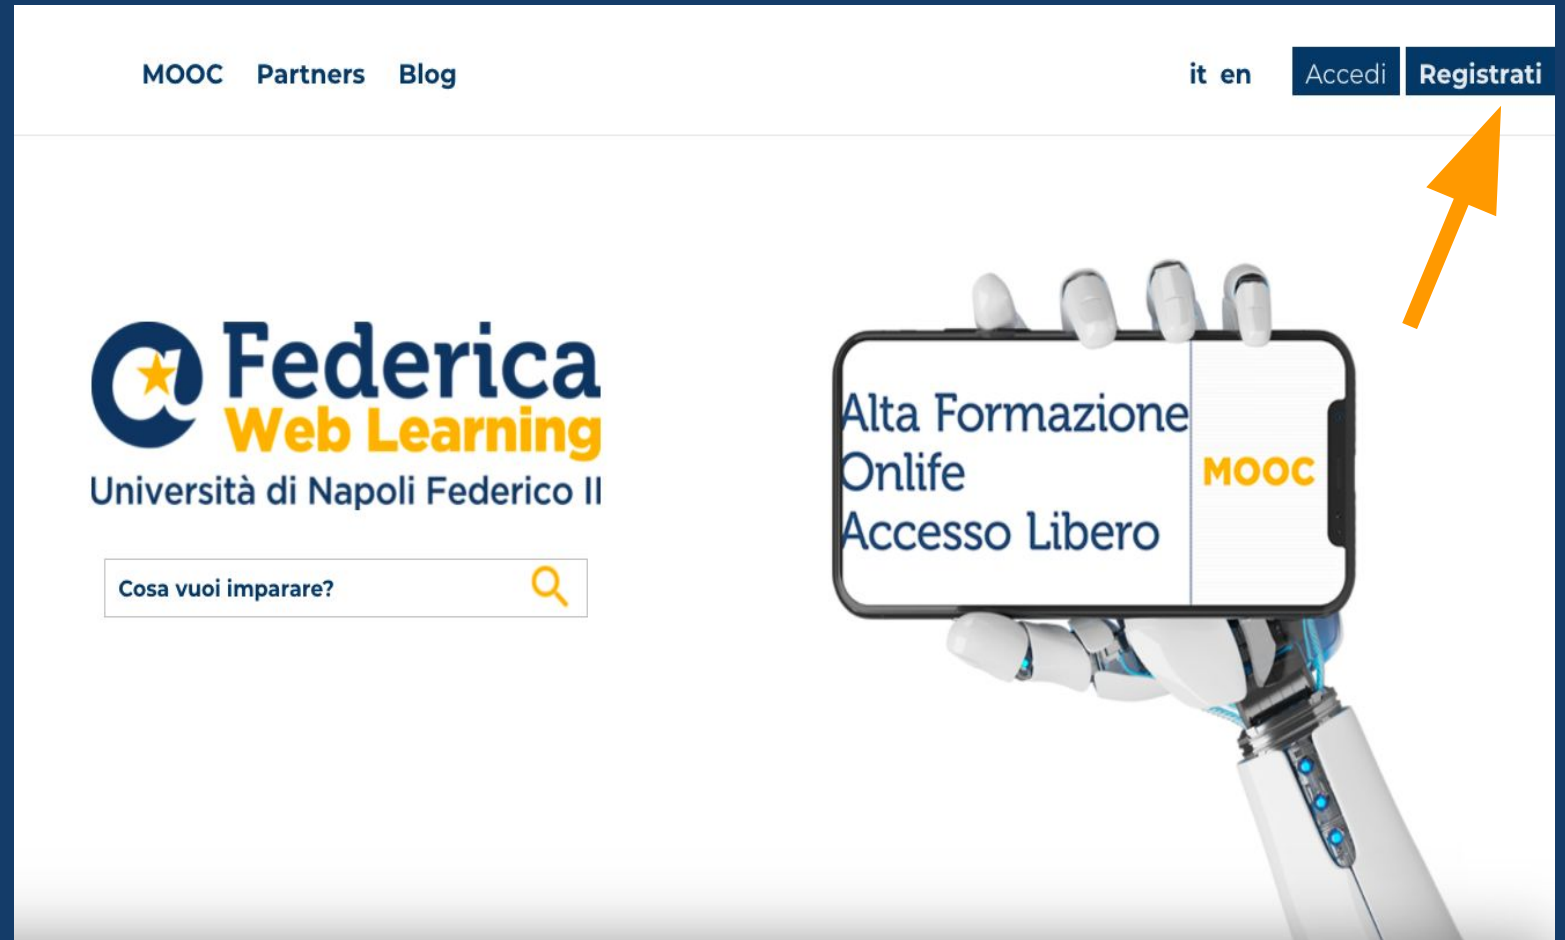 MOOC Partners Blog it en Accedi Registrati
Federica
Web Learning
Università di Napoli Federico II
Cosa vuoi imparare?
Alta Formazione
Onlife
Accesso Libero
MOOC